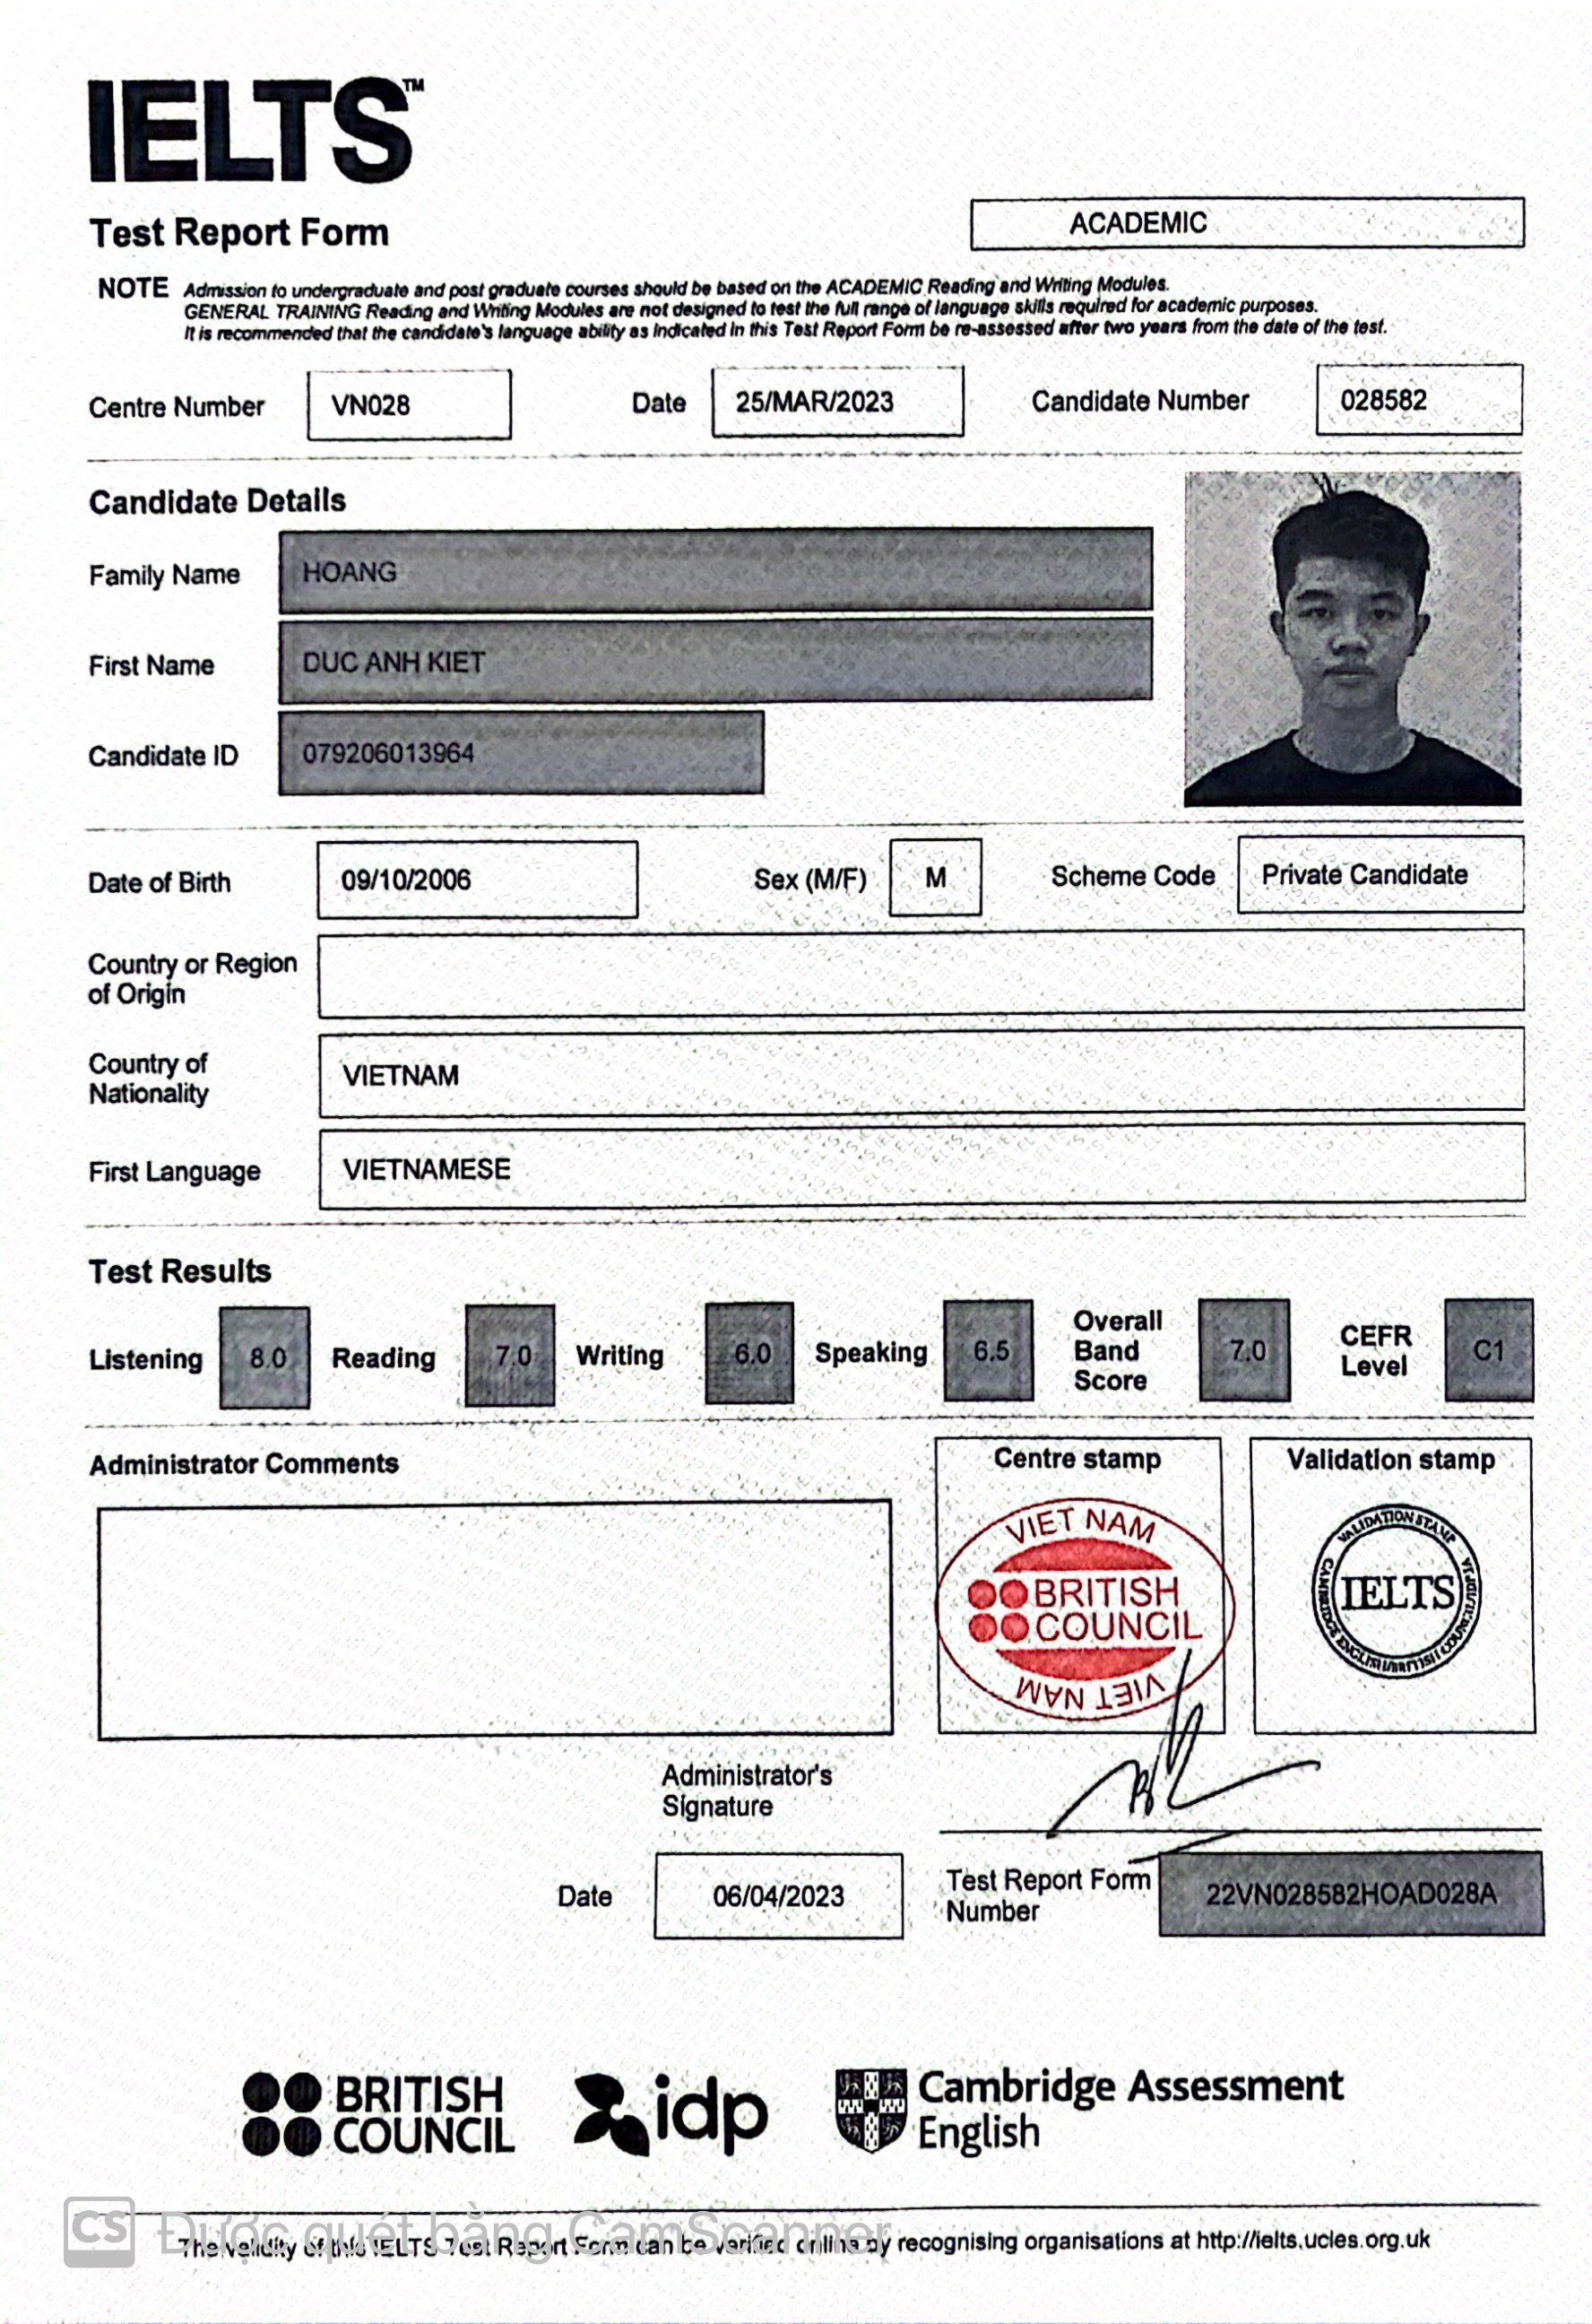 IELTS™
Test Report Form
ACADEMIC
NOTE Admission to undergraduate and post graduate courses should be based on the ACADEMIC Reading and Writing Modules.
GENERAL TRAINING Reading and Writing Modules are not designed to test the full range of language skills required for academic purposes.
It is recommended that the candidate's language ability as indicated in this Test Report Form be re-assessed after two years from the date of the test.
Centre Number VN028 Date 25/MAR/2023 Candidate Number 028582
Candidate Details
Family Name HOANG
First Name DUC ANH KIET
Candidate ID 079206013964
Date of Birth 09/10/2006 Sex (M/F) M Scheme Code Private Candidate
Country or Region
of Origin
Country of
Nationality
VIETNAM
First Language VIETNAMESE
Test Results
Listening 8.0 Reading 7.0 Writing 6.0 Speaking 6.5 Overall Band Score 7.0 CEFR Level C1
Administrator Comments
Centre stamp
VIET NAM
BRITISH
COUNCIL
VIET NAM
Validation stamp
VALIDATION STAMP
IELTS
CAMBRIDGE ENGLISH/BRITISH COUNCIL/IDP:IA
Administrator's
Signature
Date 06/04/2023
Test Report Form
Number
22VN028582HOAD028A
BRITISH
COUNCIL
idp
Cambridge Assessment
English
The validity of this IELTS Test Report Form can be verified online by recognising organisations at http://ielts.ucles.org.uk
CS Được quét bằng CamScanner